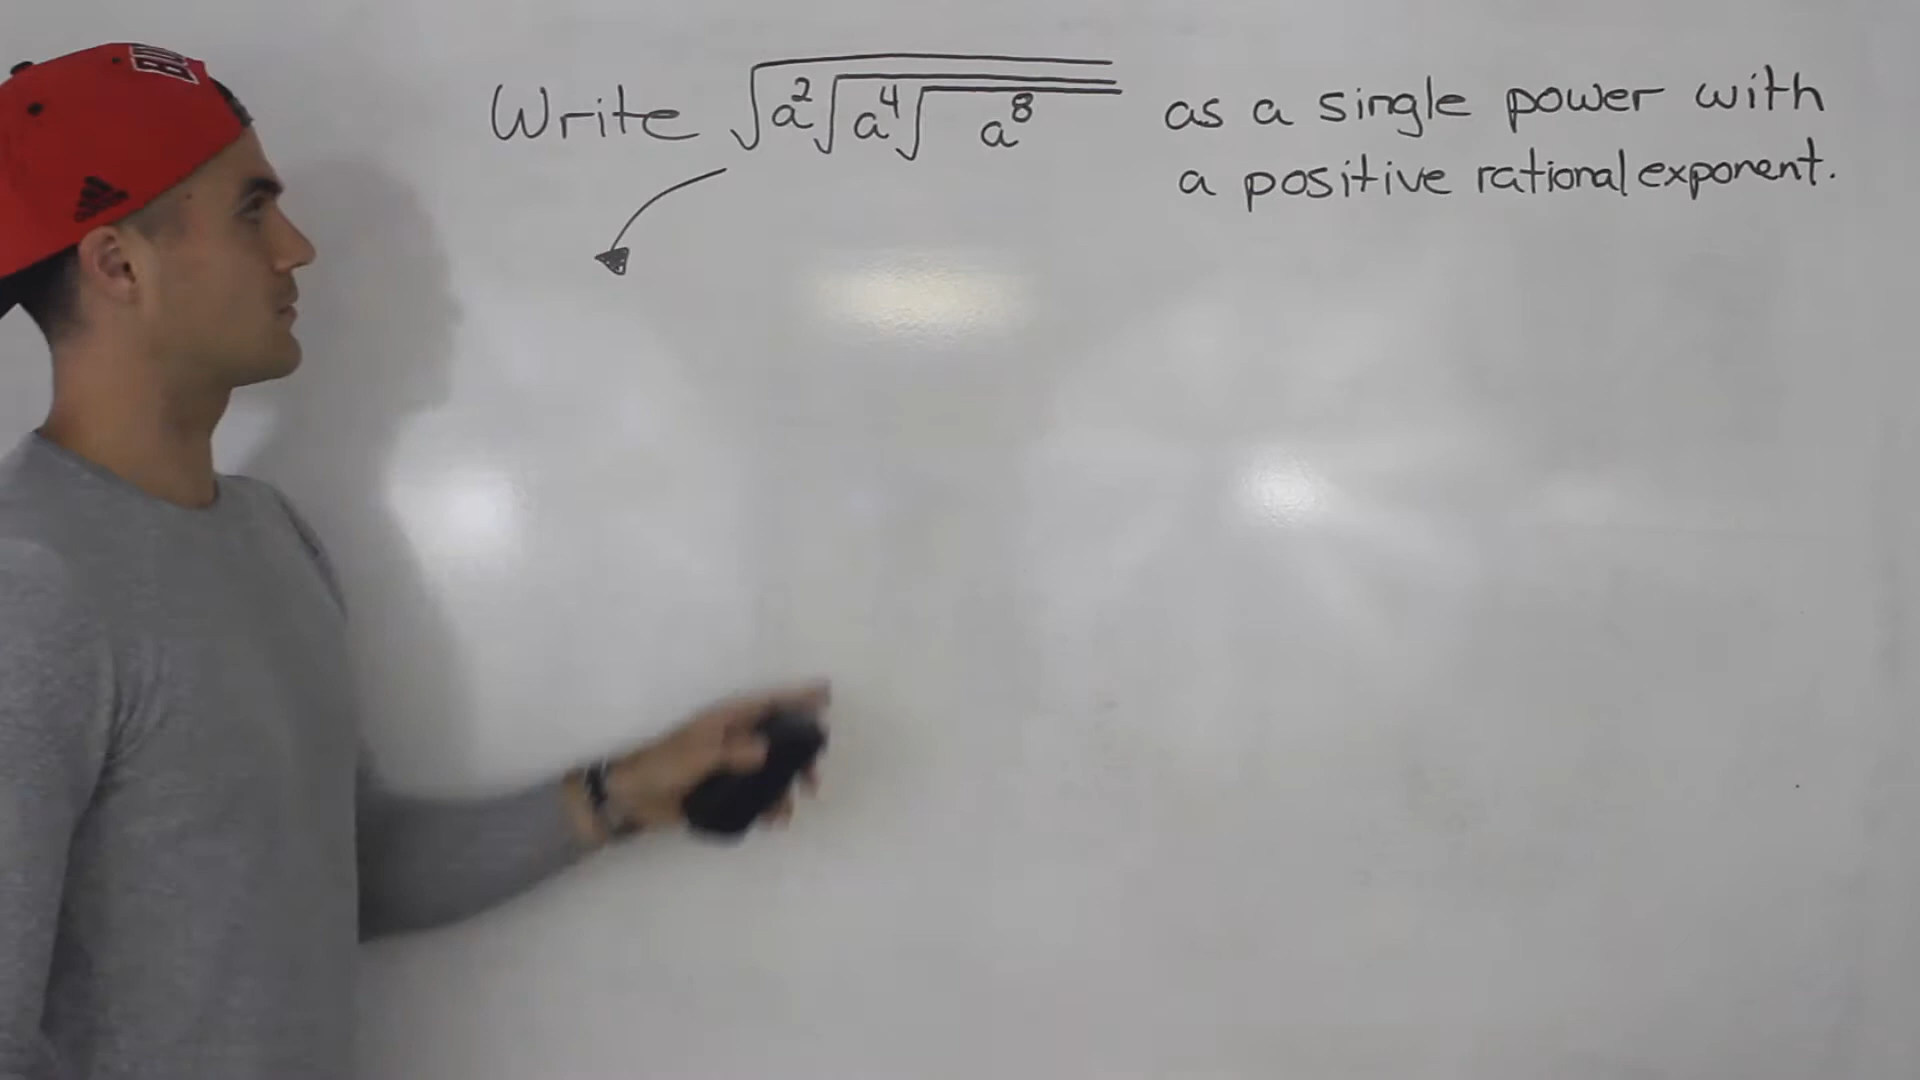 Write √(a²√(a⁴√(a⁸))) as a single power with
a positive rational exponent.